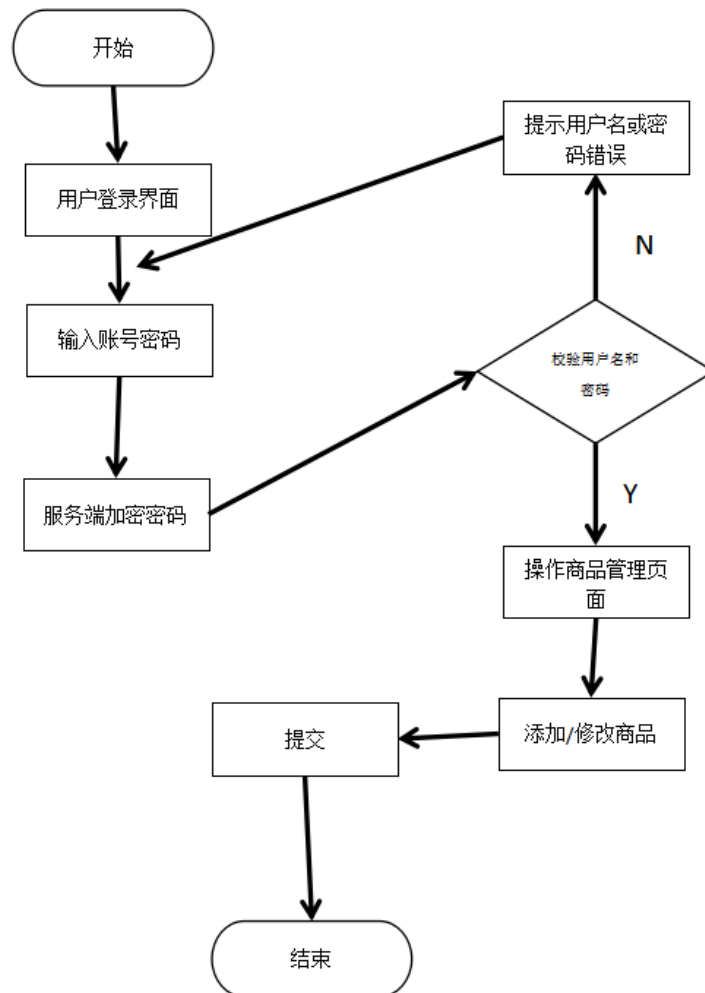 开始
提示用户名或密
码错误
用户登录界面
N
输入账号密码
校验用户名和
密码
服务端加密密码
Y
操作商品管理页
面
添加/修改商品
提交
结束